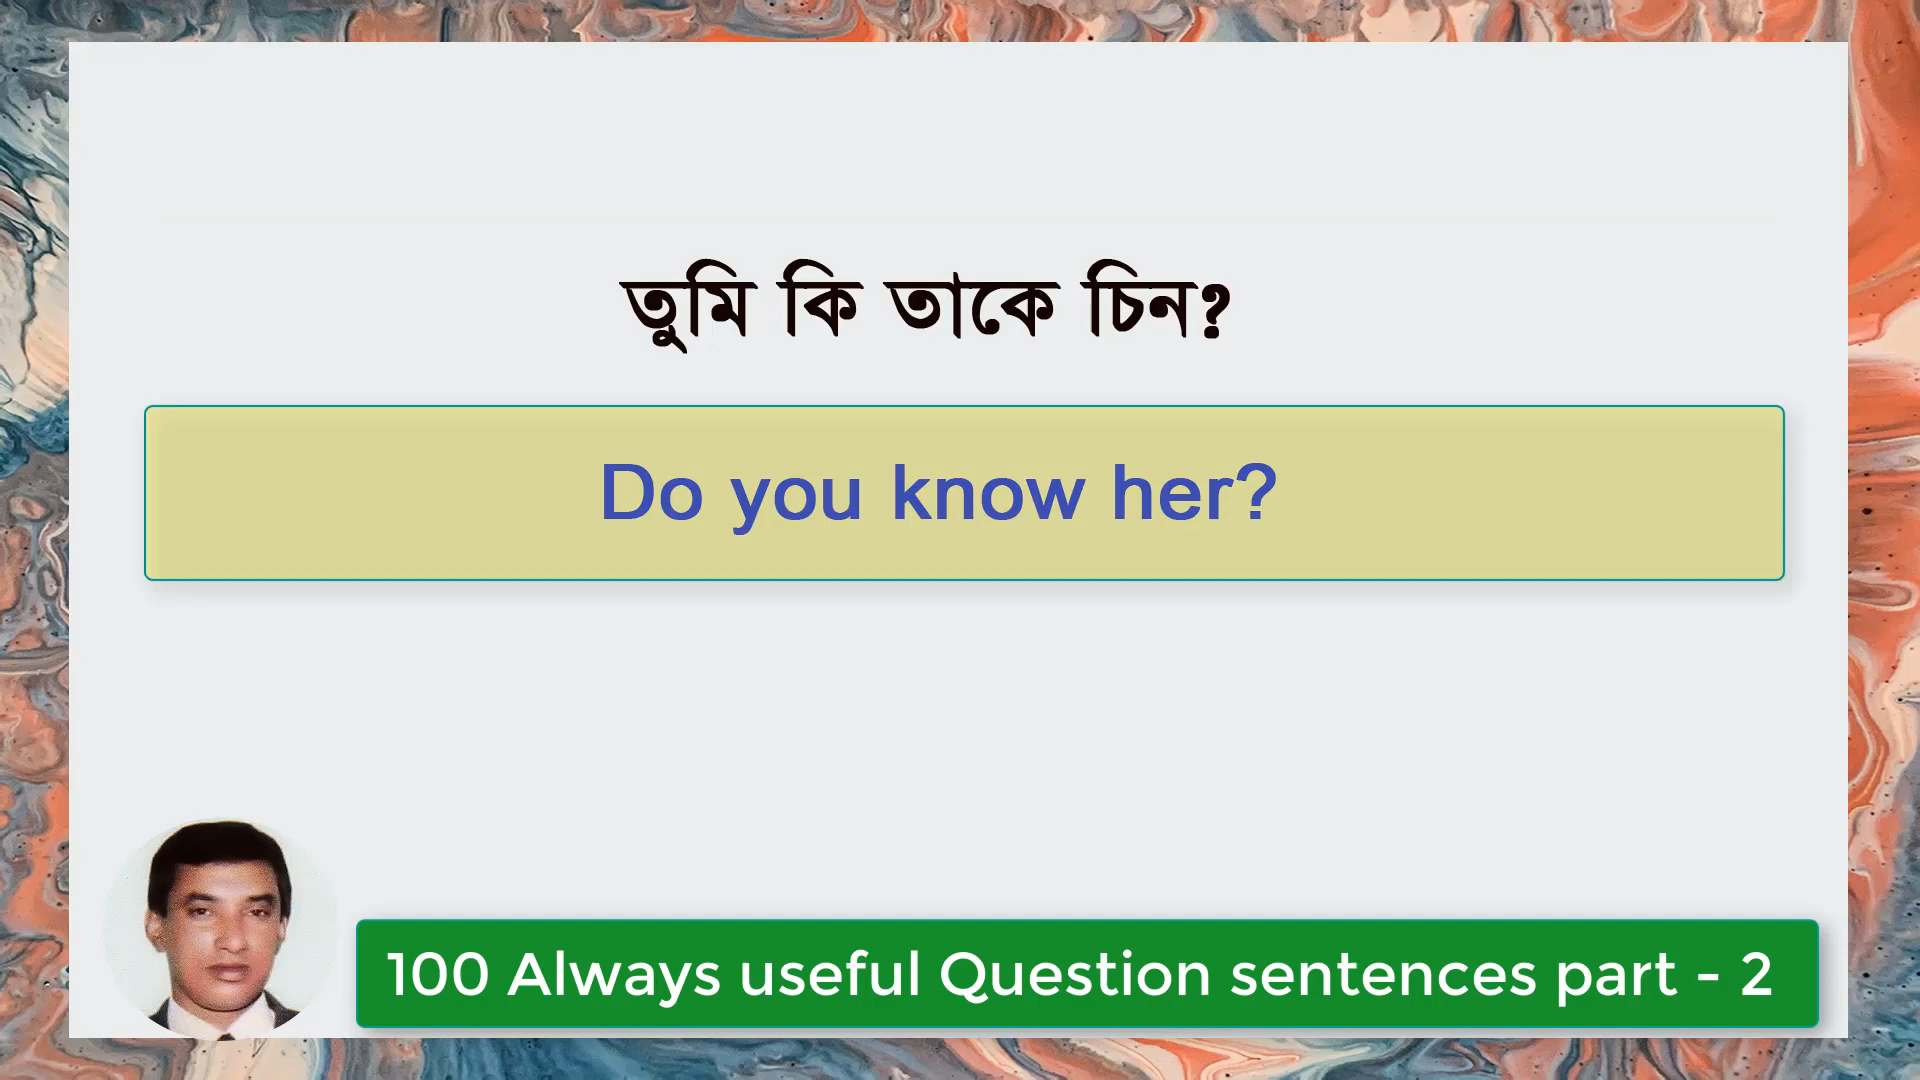 তুমি কি তাকে চিন?
Do you know her?
100 Always useful Question sentences part - 2